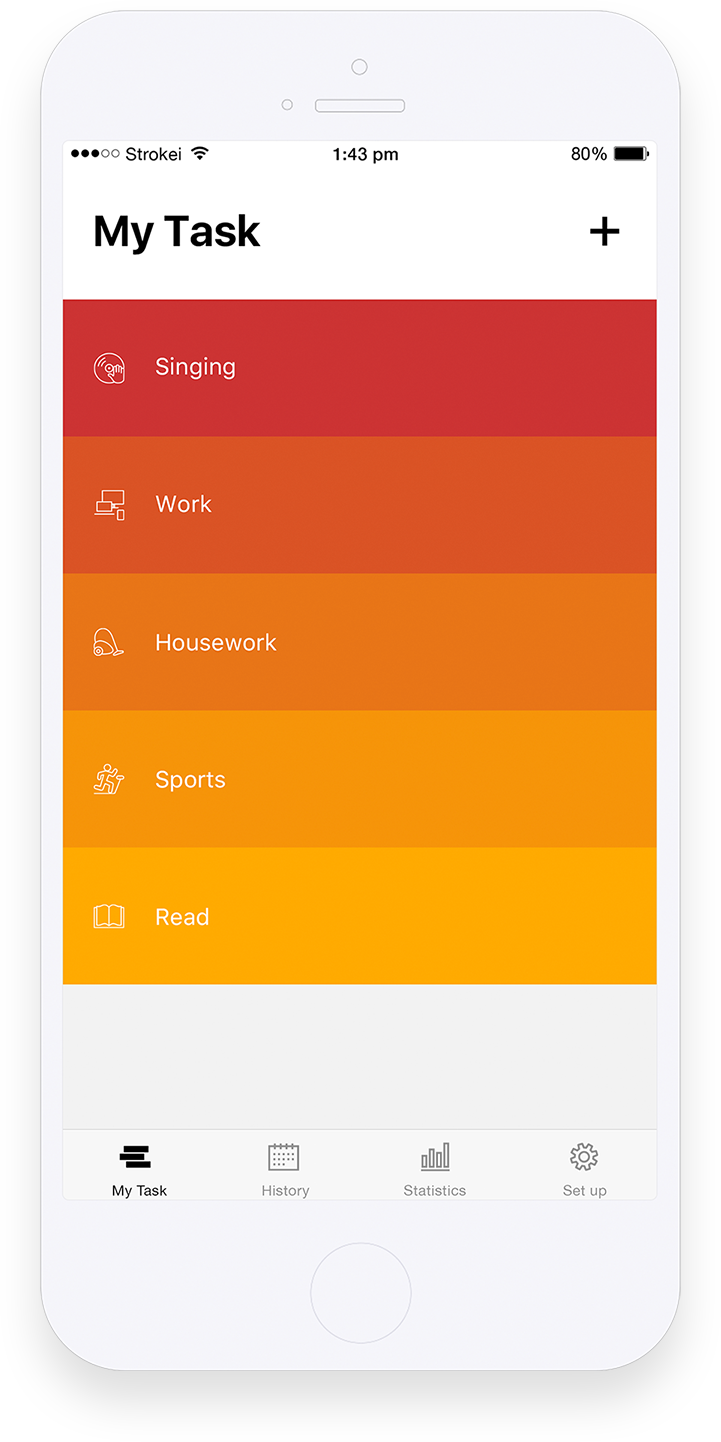 Strokei 1:43 pm 80%
My Task +
Singing
Work
Housework
Sports
Read
My Task History Statistics Set up